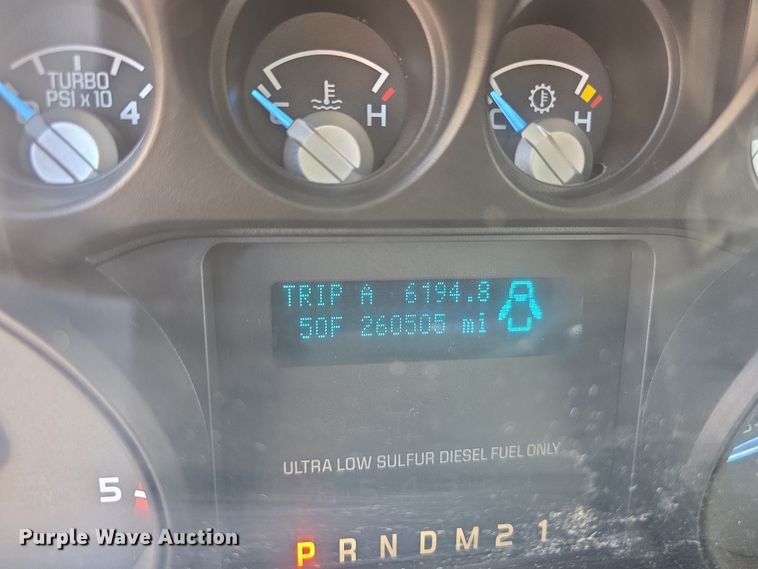 TURBO
PSI x 10
4
C H
C H
TRIP A 6194.8
50F 260505 mi
ULTRA LOW SULFUR DIESEL FUEL ONLY
5
P R N D M 2 1
Purple Wave Auction